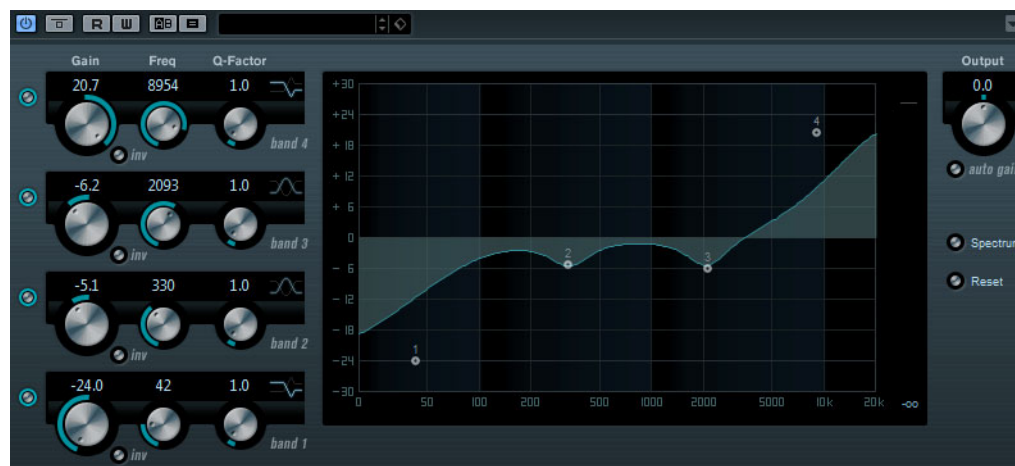 R W AB
Gain Freq Q-Factor Output
20.7 8954 1.0 0.0
inv band 4
-6.2 2093 1.0
inv band 3
-5.1 330 1.0
inv band 2
-24.0 42 1.0
inv band 1
+30
+24
+18
+12
+6
0
-6
-12
-18
-24
-30
1 2 3 4
0 50 100 200 500 1000 2000 5000 10k 20k -∞
auto gai
Spectrum
Reset